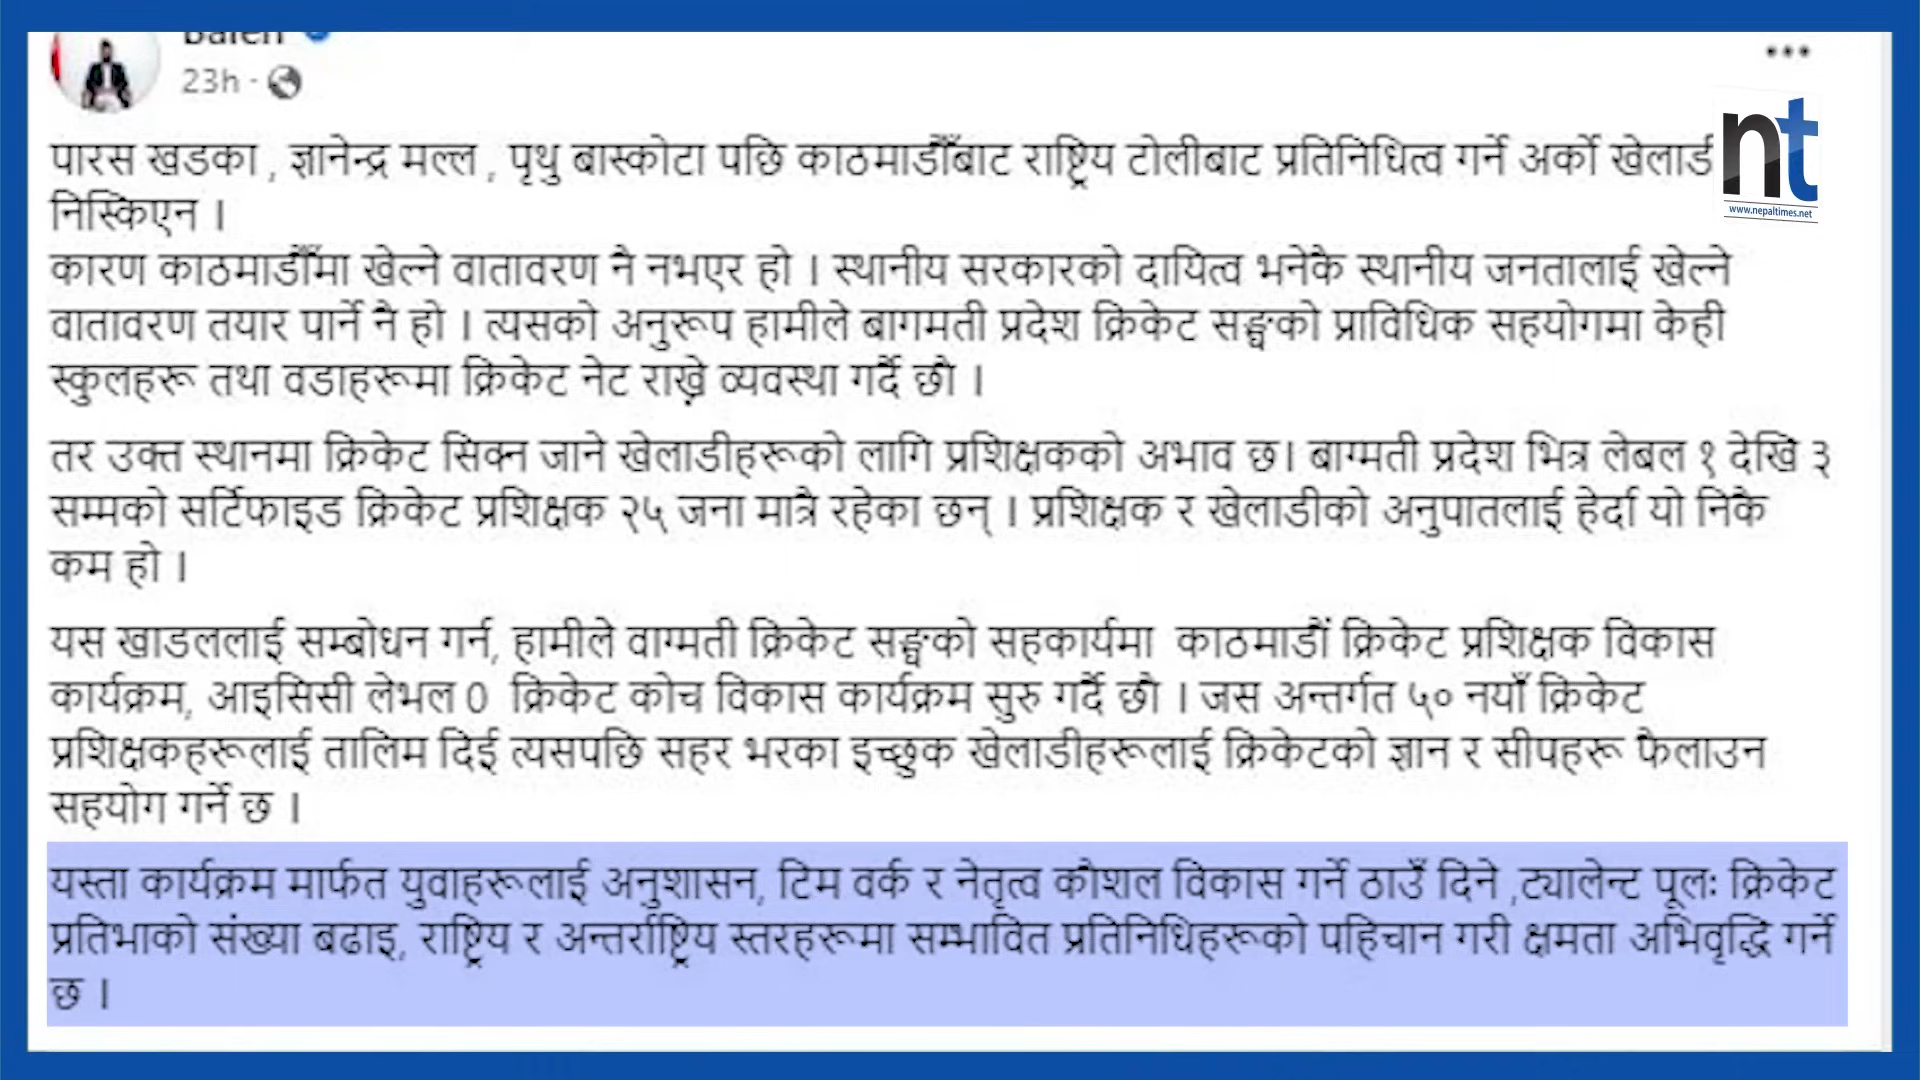 Balen
23h
nt
www.nepaltimes.net
पारस खडका , ज्ञानेन्द्र मल्ल , पृथु बास्कोटा पछि काठमाडौँबाट राष्ट्रिय टोलीबाट प्रतिनिधित्व गर्ने अर्को खेलाडी
निस्किएन ।
कारण काठमाडौँमा खेल्ने वातावरण नै नभएर हो । स्थानीय सरकारको दायित्व भनेकै स्थानीय जनतालाई खेल्ने
वातावरण तयार पार्ने नै हो । त्यसको अनुरूप हामीले बागमती प्रदेश क्रिकेट सङ्घको प्राविधिक सहयोगमा केही
स्कुलहरू तथा वडाहरूमा क्रिकेट नेट राख्ने व्यवस्था गर्दै छौ ।
तर उक्त स्थानमा क्रिकेट सिक्न जाने खेलाडीहरूको लागि प्रशिक्षकको अभाव छ। बाग्मती प्रदेश भित्र लेबल १ देखि ३
सम्मको सर्टिफाइड क्रिकेट प्रशिक्षक २५ जना मात्रै रहेका छन् । प्रशिक्षक र खेलाडीको अनुपातलाई हेर्दा यो निकै
कम हो ।
यस खाडललाई सम्बोधन गर्न, हामीले वाग्मती क्रिकेट सङ्घको सहकार्यमा काठमाडौं क्रिकेट प्रशिक्षक विकास
कार्यक्रम, आइसिसी लेभल 0 क्रिकेट कोच विकास कार्यक्रम सुरु गर्दै छौ । जस अन्तर्गत ५० नयाँ क्रिकेट
प्रशिक्षकहरूलाई तालिम दिई त्यसपछि सहर भरका इच्छुक खेलाडीहरूलाई क्रिकेटको ज्ञान र सीपहरू फैलाउन
सहयोग गर्ने छ ।
यस्ता कार्यक्रम मार्फत युवाहरूलाई अनुशासन, टिम वर्क र नेतृत्व कौशल विकास गर्ने ठाउँ दिने ,ट्यालेन्ट पूलः क्रिकेट
प्रतिभाको संख्या बढाइ, राष्ट्रिय र अन्तर्राष्ट्रिय स्तरहरूमा सम्भावित प्रतिनिधिहरूको पहिचान गरी क्षमता अभिवृद्धि गर्ने
छ ।